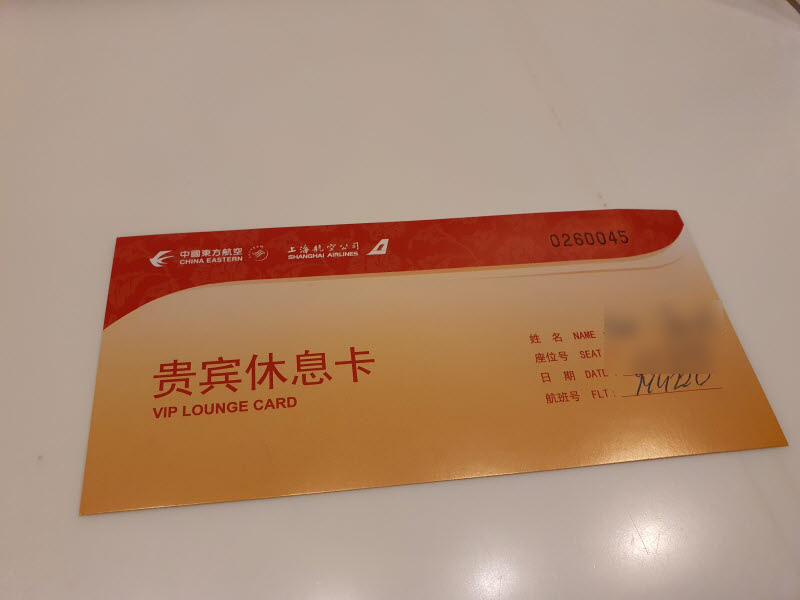 中國東方航空
CHINA EASTERN
上海航空公司
SHANGHAI AIRLINES
0260045
贵宾休息卡
VIP LOUNGE CARD
姓 名 NAME
座位号 SEAT
日 期 DATL :
航班号 FLT :